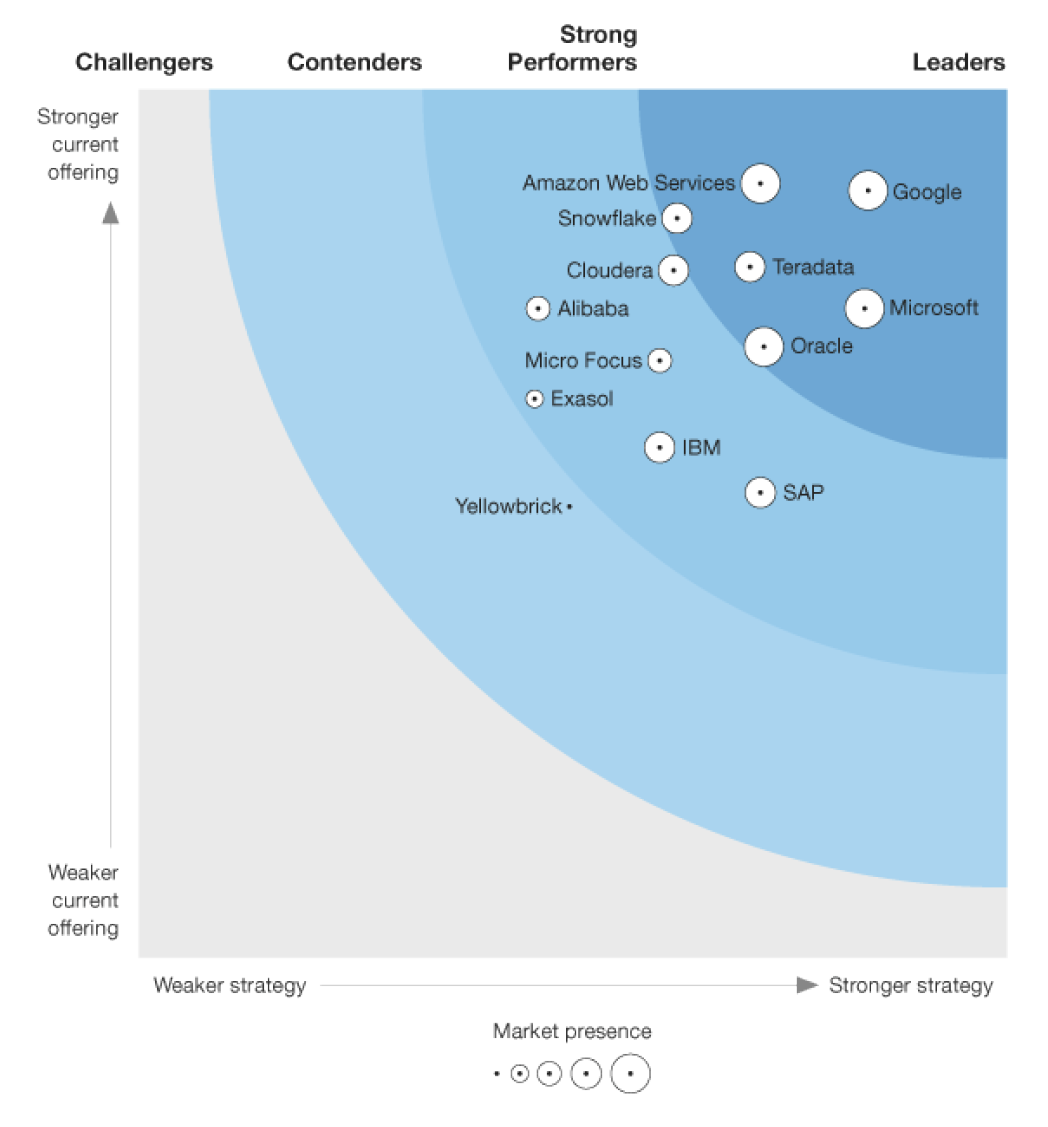 Challengers
Contenders
Strong
Performers
Leaders
Stronger
current
offering
Amazon Web Services
Google
Snowflake
Cloudera
Teradata
Alibaba
Microsoft
Oracle
Micro Focus
Exasol
IBM
SAP
Yellowbrick
Weaker
current
offering
Weaker strategy
Stronger strategy
Market presence